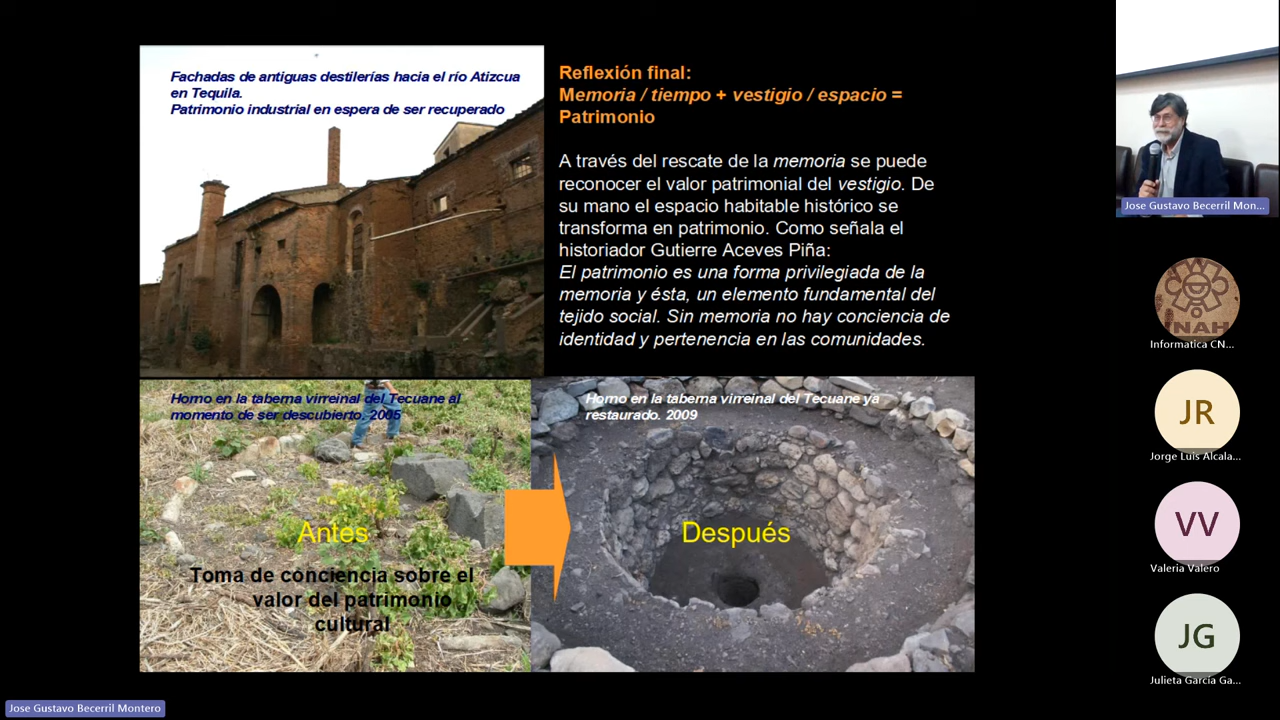 Fachadas de antiguas destilerías hacia el río Atizcua
en Tequila.
Patrimonio industrial en espera de ser recuperado
Reflexión final:
Memoria / tiempo + vestigio / espacio =
Patrimonio
A través del rescate de la memoria se puede
reconocer el valor patrimonial del vestigio. De
su mano el espacio habitable histórico se
transforma en patrimonio. Como señala el
historiador Gutierre Aceves Piña:
El patrimonio es una forma privilegiada de la
memoria y ésta, un elemento fundamental del
tejido social. Sin memoria no hay conciencia de
identidad y pertenencia en las comunidades.
Horno en la taberna virreinal del Tecuane al
momento de ser descubierto. 2005
Antes
Toma de conciencia sobre el
valor del patrimonio
cultural
Horno en la taberna virreinal del Tecuane ya
restaurado. 2009
Después
Jose Gustavo Becerril Mon...
INAH
Informatica CN...
JR
Jorge Luis Alcala...
VV
Valeria Valero
JG
Julieta García Ga...
Jose Gustavo Becerril Montero